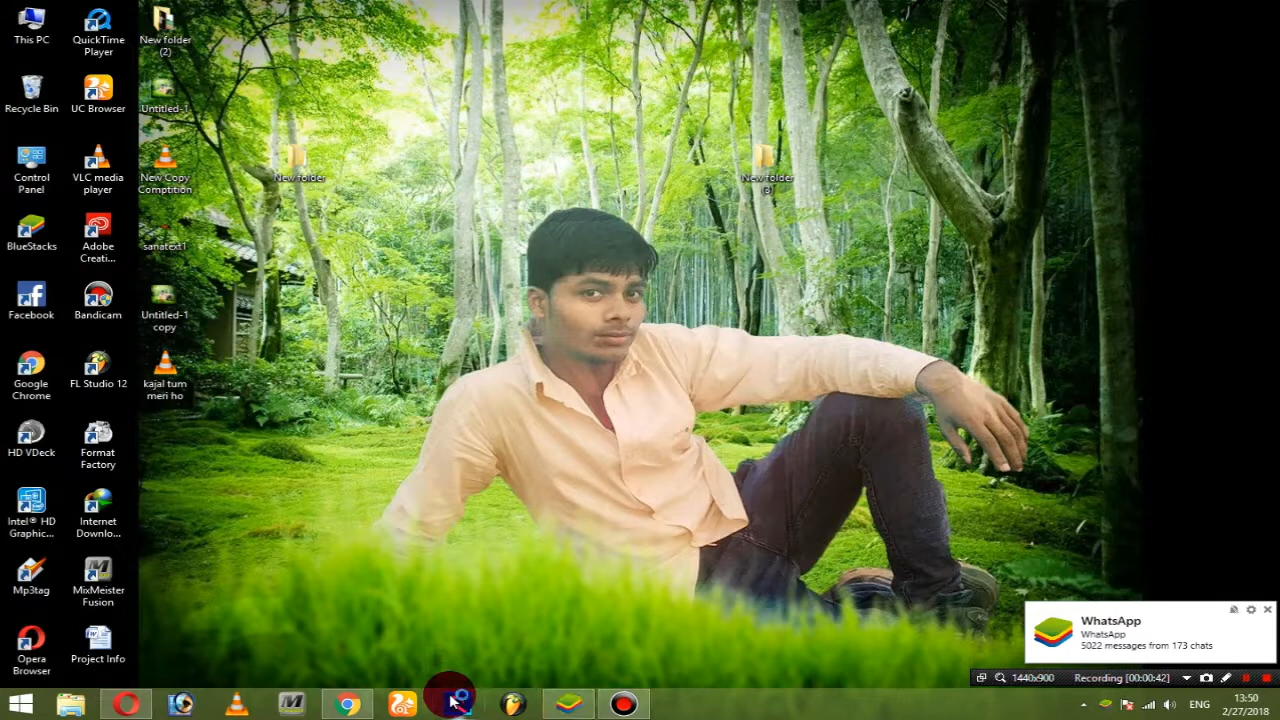 This PC
QuickTime
Player
New folder
(2)
Recycle Bin
UC Browser
Untitled-1
Control
Panel
VLC media
player
New Copy
Comptition
New folder
New folder
(3)
BlueStacks
Adobe
Creati...
sanatext1
Facebook
Bandicam
Untitled-1
copy
Google
Chrome
FL Studio 12
kajal tum
meri ho
HD VDeck
Format
Factory
Intel® HD
Graphic...
Internet
Downlo...
Mp3tag
MixMeister
Fusion
Opera
Browser
Project Info
WhatsApp
WhatsApp
5022 messages from 173 chats
1440x900
Recording [00:00:42]
ENG
13:50
2/27/2018